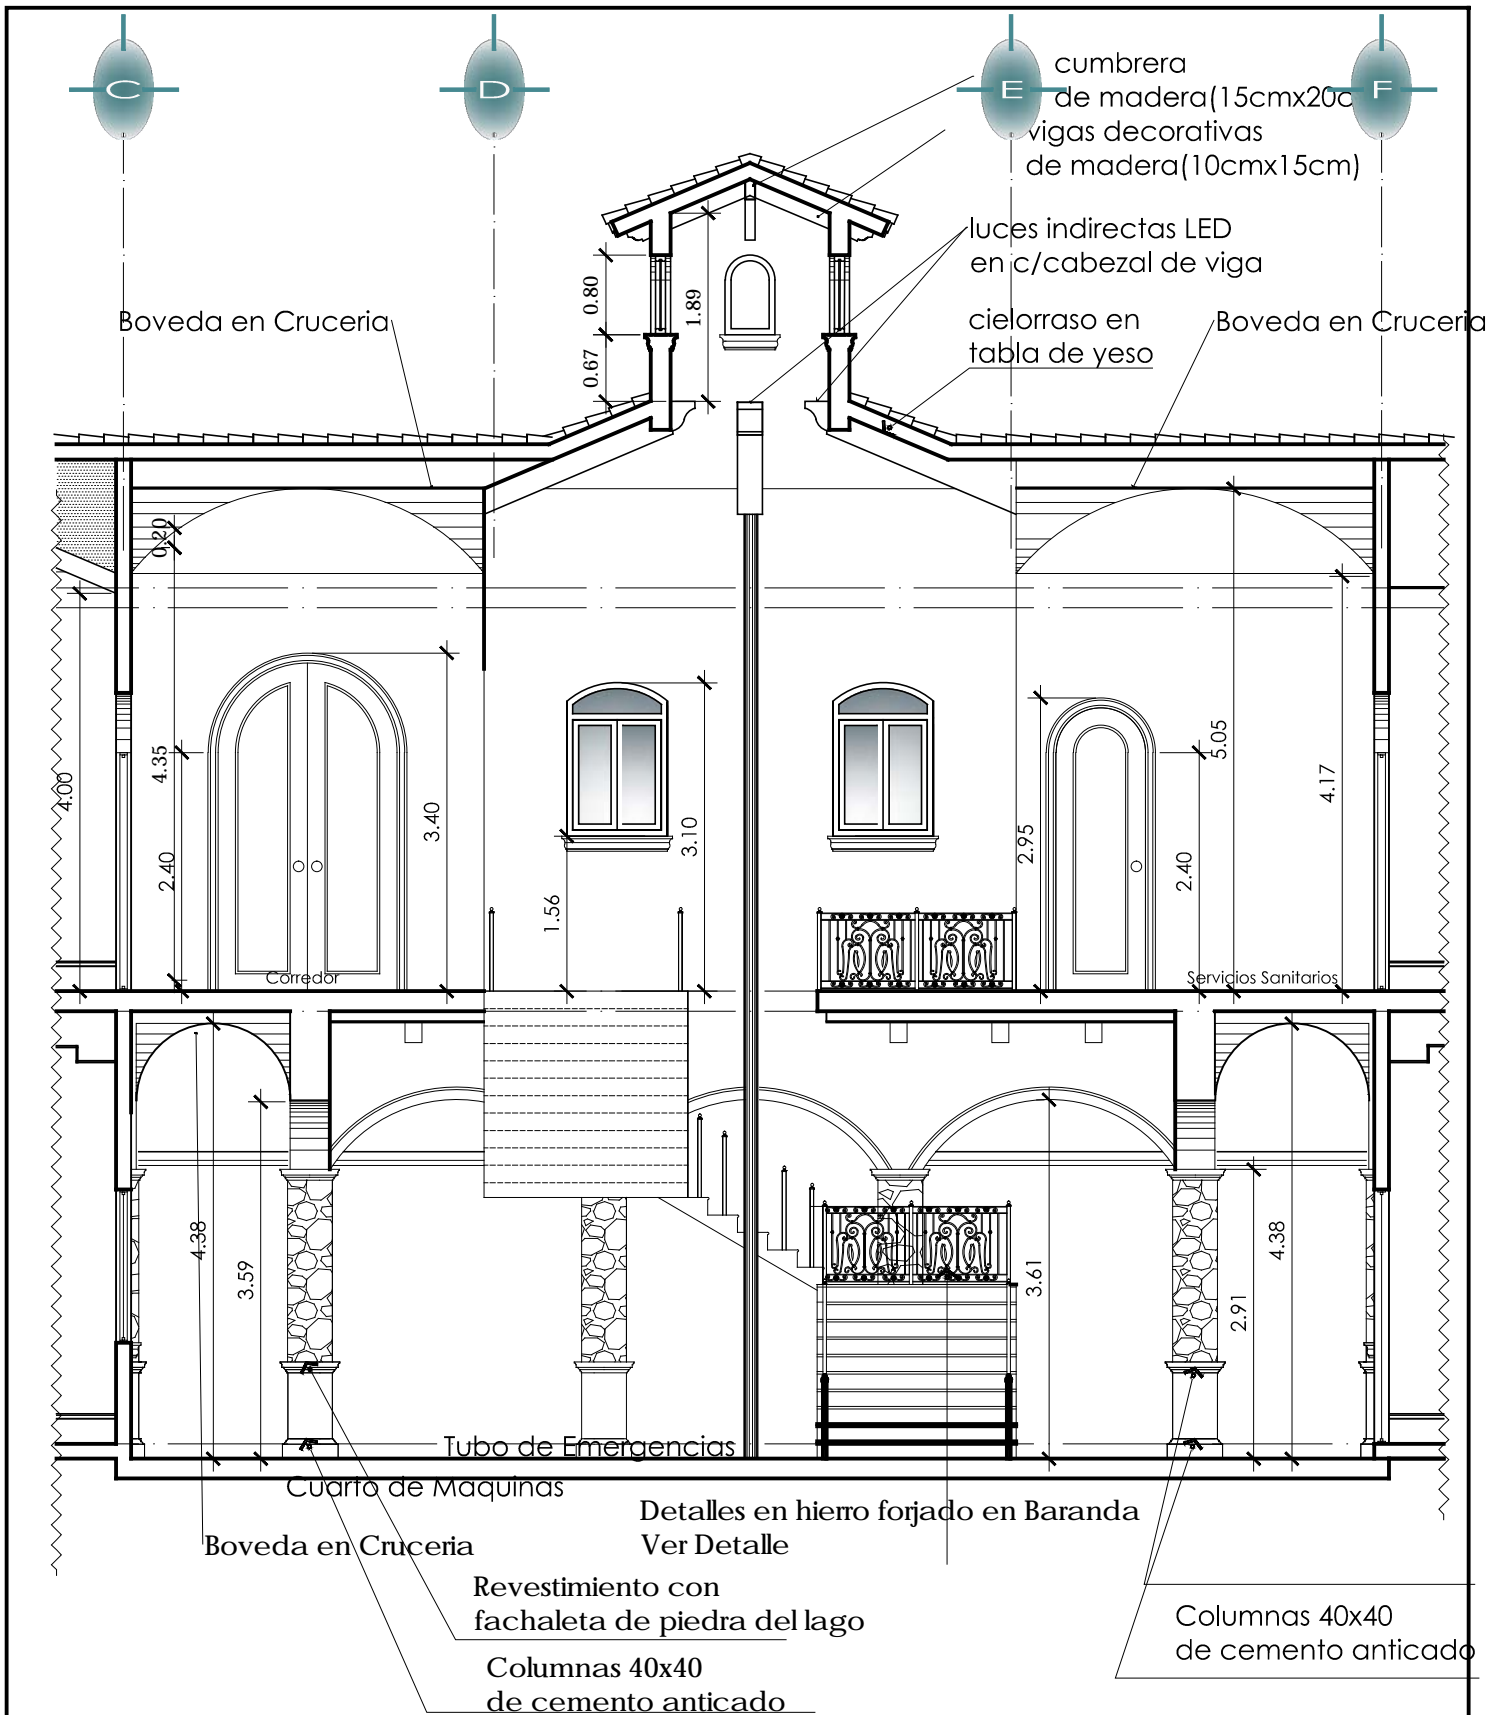 C
D
E
F
cumbrera
de madera(15cmx20c
vigas decorativas
de madera(10cmx15cm)
luces indirectas LED
en c/cabezal de viga
Boveda en Cruceria
cielorraso en
tabla de yeso
Boveda en Cruceria
0.80
1.89
0.67
0.20
4.35
4.00
2.40
3.40
3.10
1.56
2.95
2.40
5.05
4.17
Corredor
Servicios Sanitarios
4.38
3.59
3.61
2.91
4.38
Tubo de Emergencias
Cuarto de Maquinas
Detalles en hierro forjado en Baranda
Ver Detalle
Boveda en Cruceria
Revestimiento con
fachaleta de piedra del lago
Columnas 40x40
de cemento anticado
Columnas 40x40
de cemento anticado